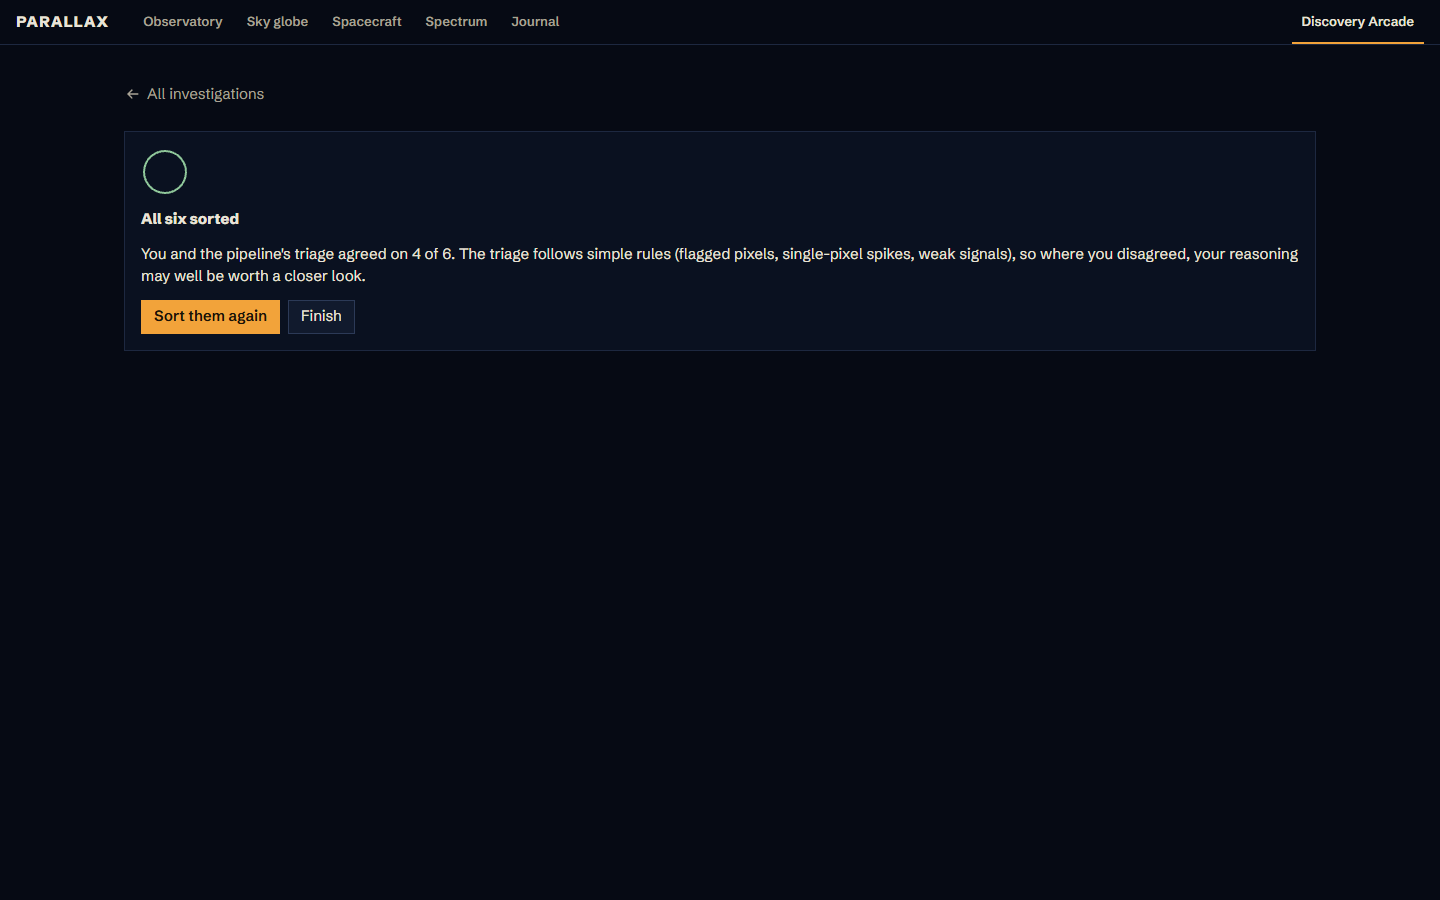 PARALLAX Observatory Sky globe Spacecraft Spectrum Journal Discovery Arcade
← All investigations
All six sorted
You and the pipeline's triage agreed on 4 of 6. The triage follows simple rules (flagged pixels, single-pixel spikes, weak signals), so where you disagreed, your reasoning
may well be worth a closer look.
Sort them again Finish